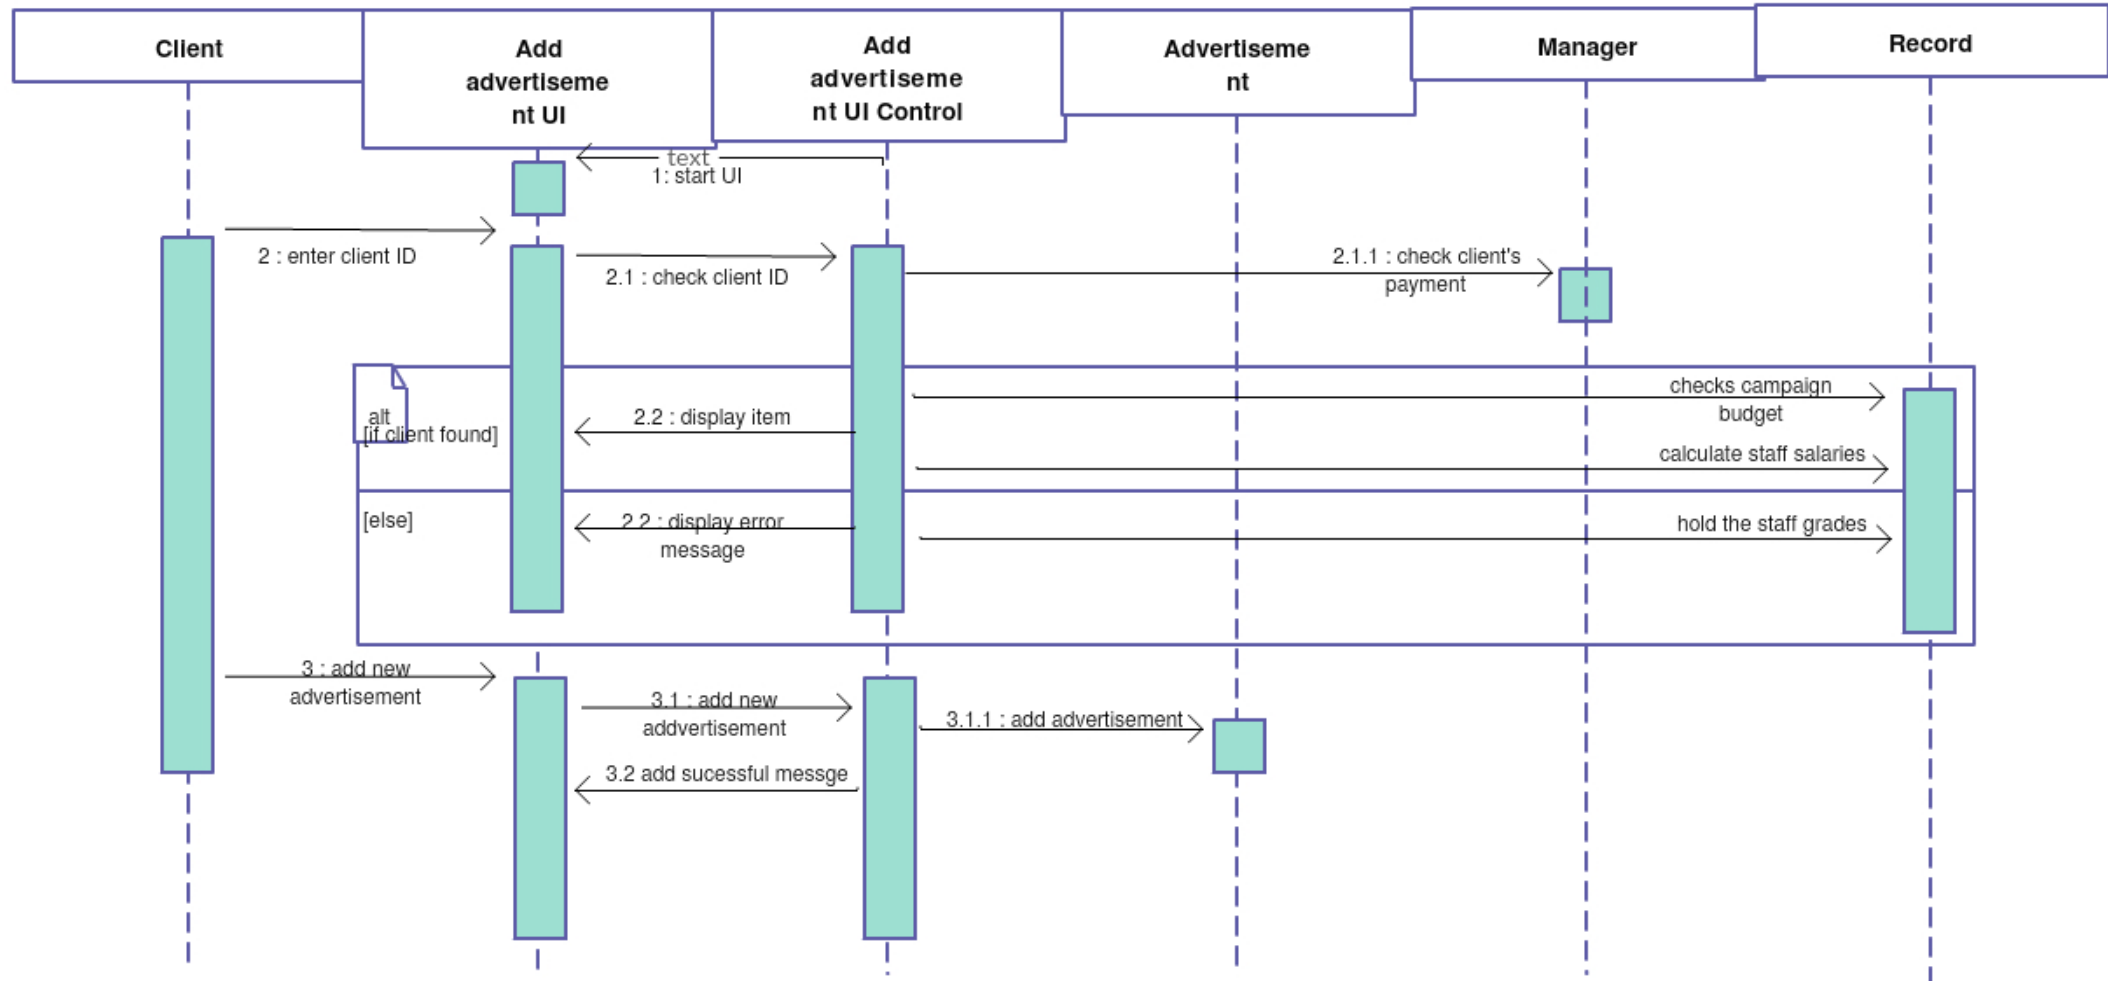 Client
Add
advertiseme
nt UI
Add
advertiseme
nt UI Control
Advertiseme
nt
Manager
Record
text
1: start UI
2 : enter client ID
2.1 : check client ID
2.1.1 : check client's
payment
alt
[if client found]
checks campaign
budget
2.2 : display item
calculate staff salaries
[else]
2.2 : display error
message
hold the staff grades
3 : add new
advertisement
3.1 : add new
addvertisement
3.1.1 : add advertisement
3.2 add sucessful messge